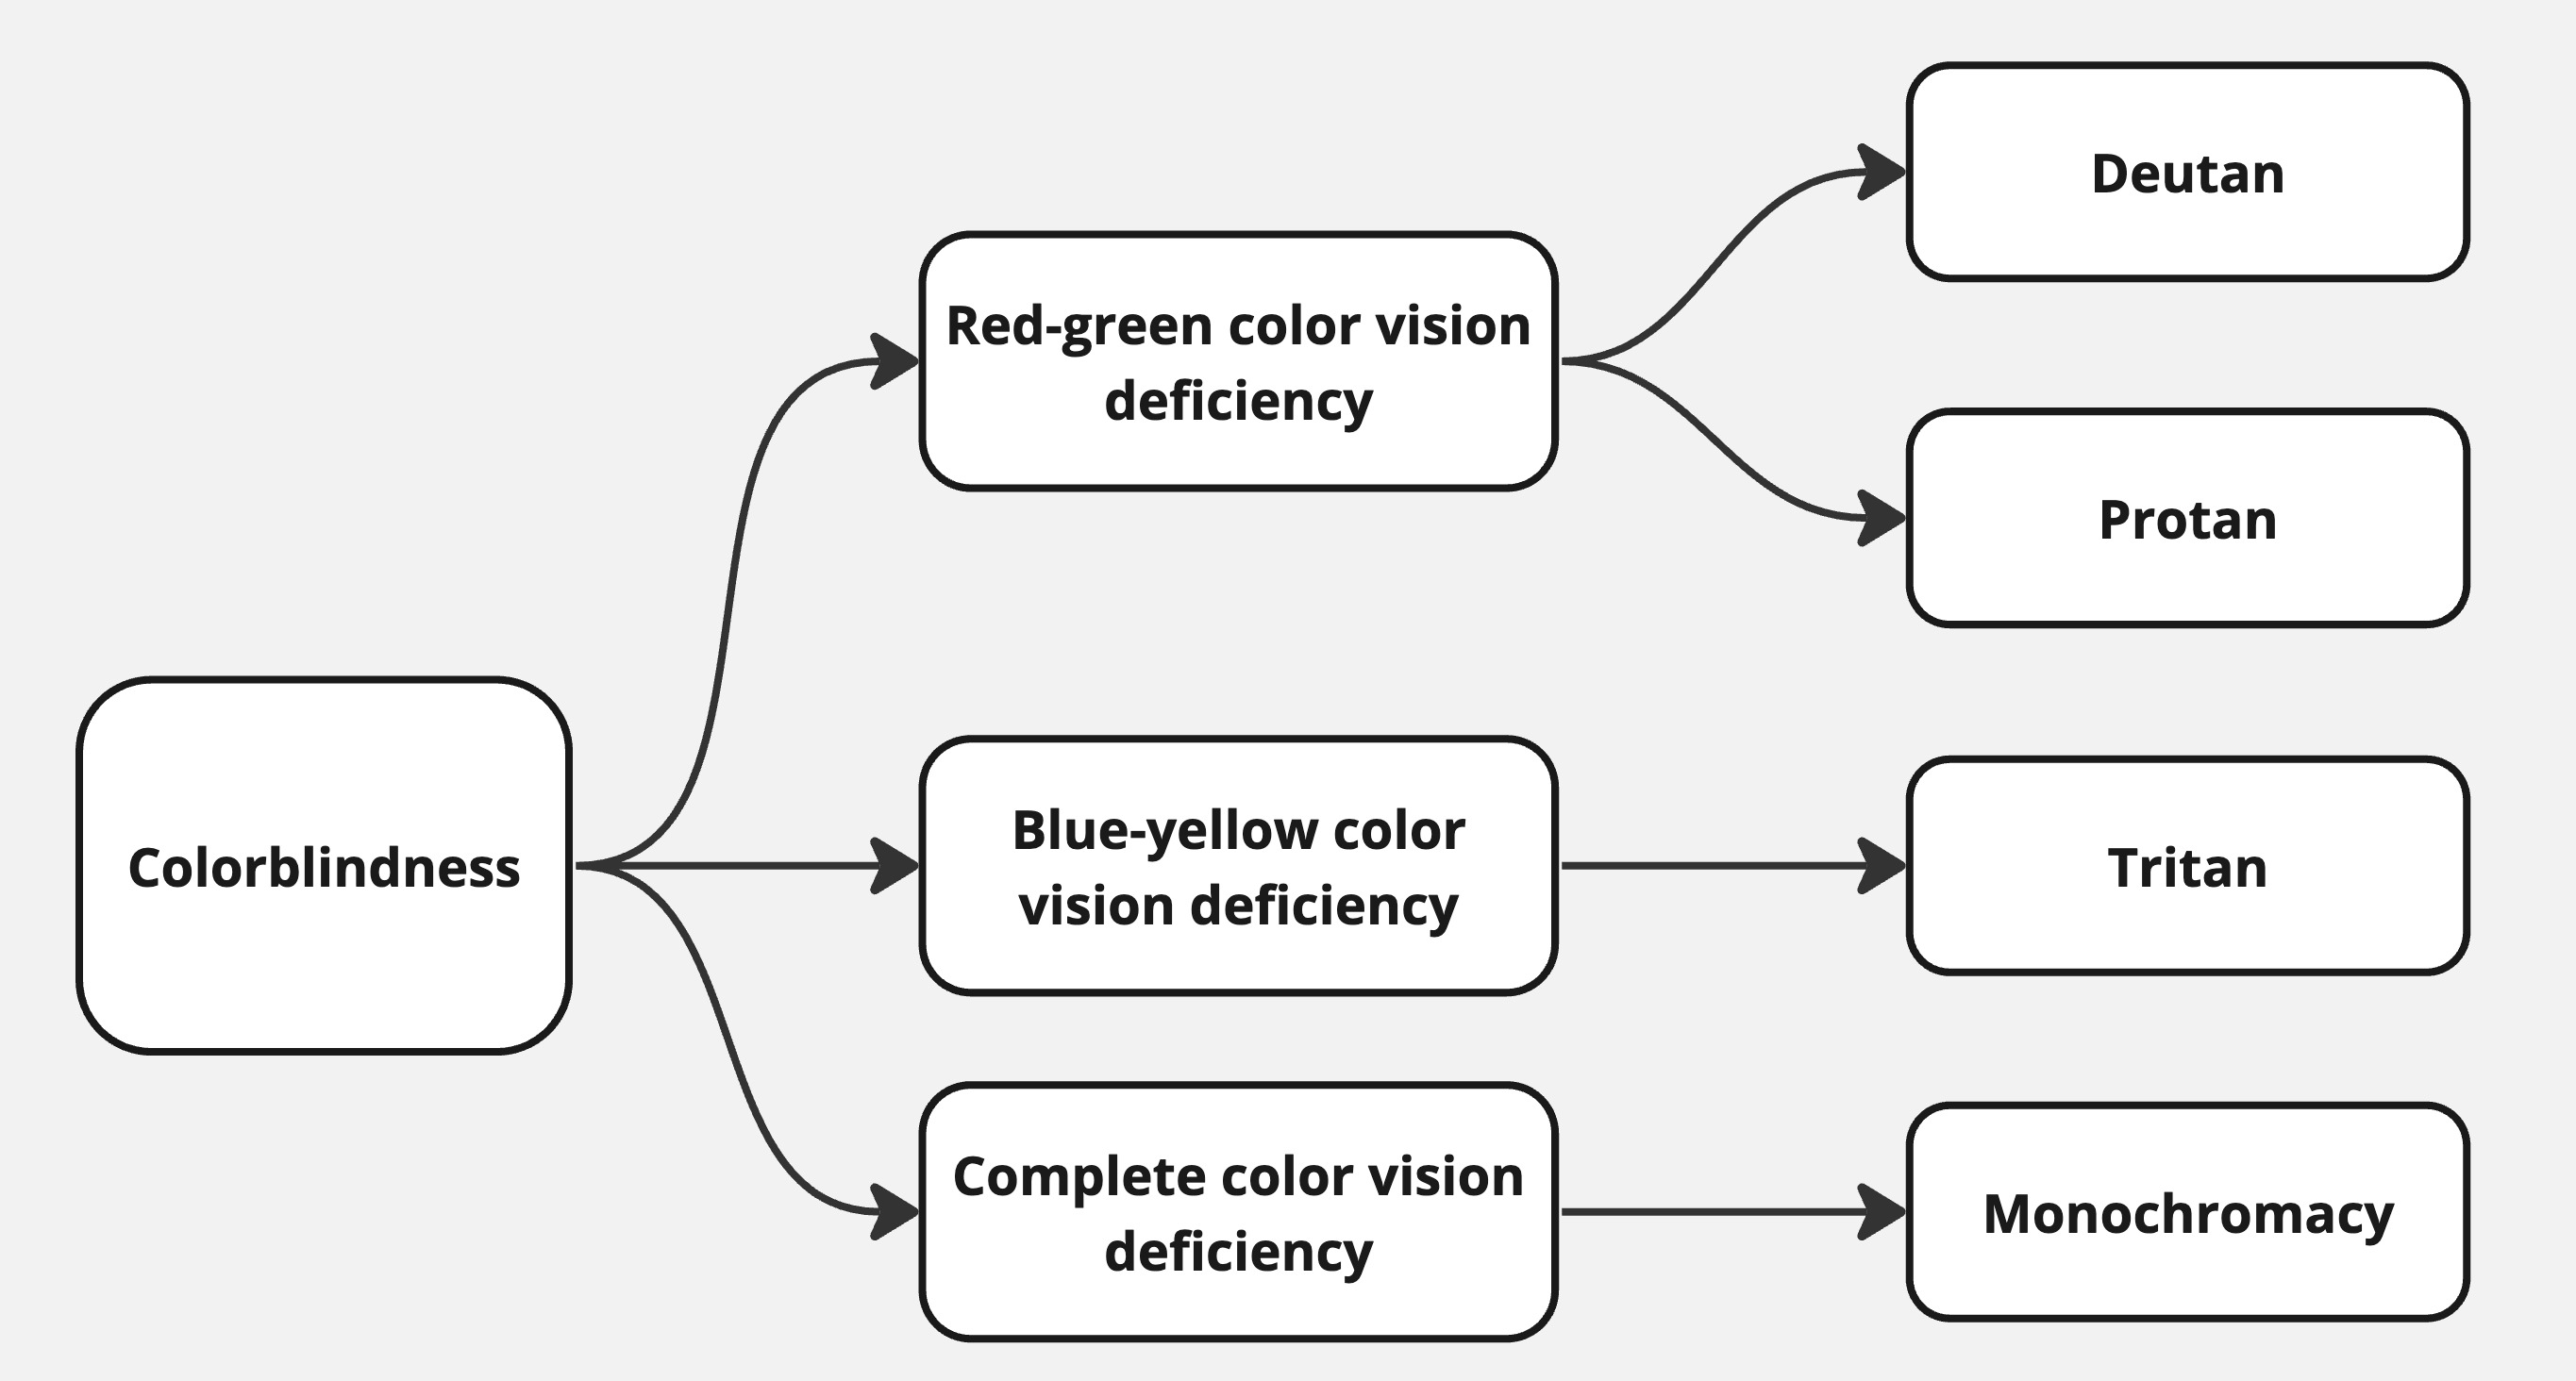 Colorblindness
Red-green color vision
deficiency
Deutan
Protan
Blue-yellow color
vision deficiency
Tritan
Complete color vision
deficiency
Monochromacy